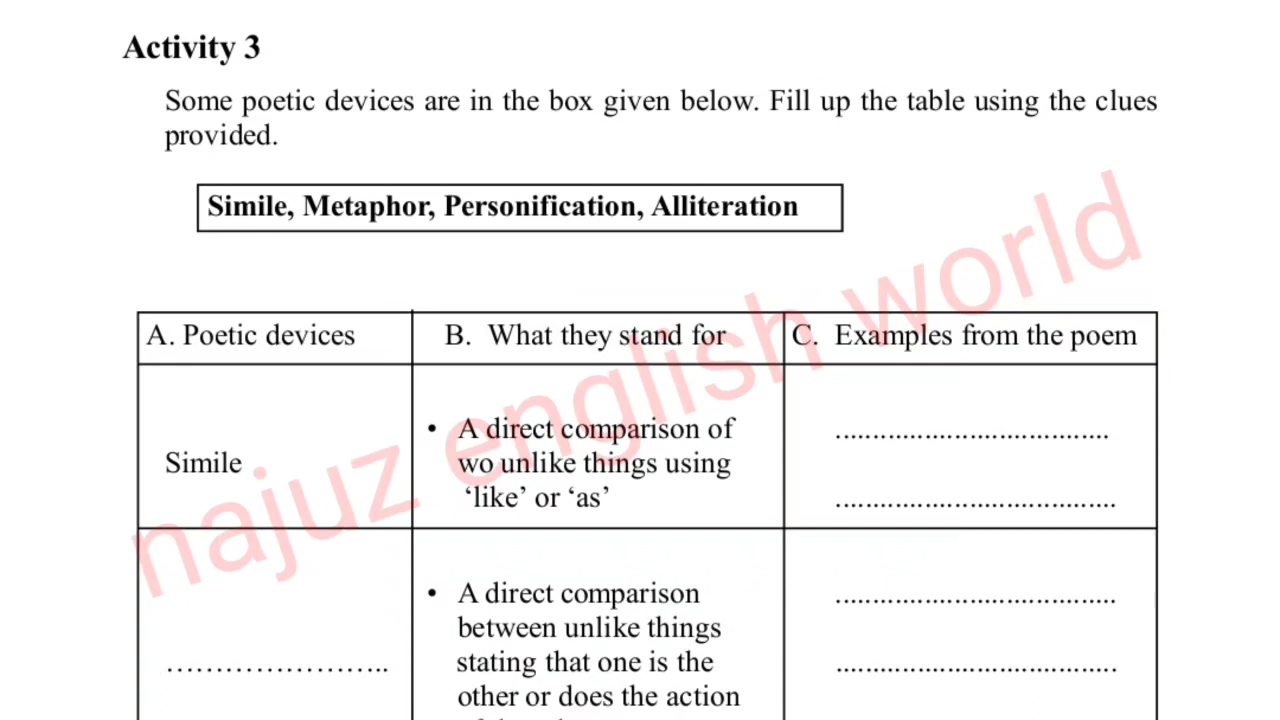 Activity 3
Some poetic devices are in the box given below. Fill up the table using the clues
provided.
Simile, Metaphor, Personification, Alliteration
A. Poetic devices
B. What they stand for
C. Examples from the poem
Simile
• A direct comparison of
wo unlike things using
‘like’ or ‘as’
....................................
.....................................
……………………..
• A direct comparison
between unlike things
stating that one is the
other or does the action
.....................................
.....................................
najuz english world